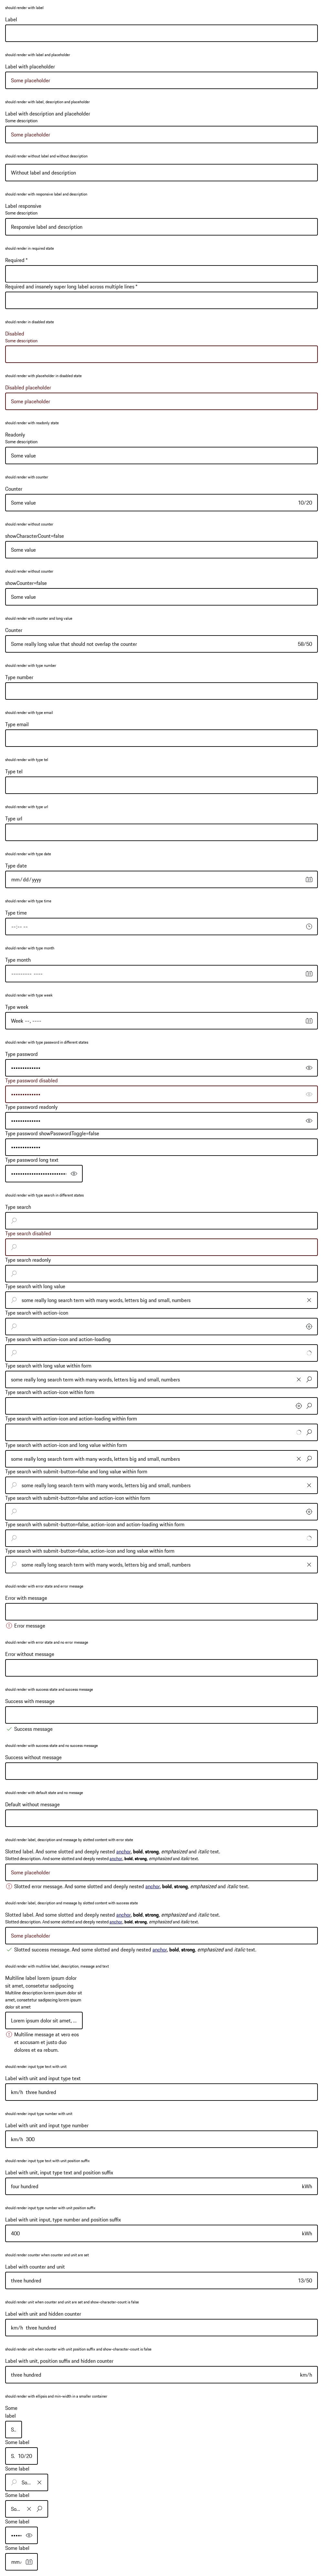 should render with label
Label
should render with label and placeholder
Label with placeholder
Some placeholder
should render with label, description and placeholder
Label with description and placeholder
Some description
Some placeholder
should render without label and without description
Without label and description
should render with responsive label and description
Label responsive
Some description
Responsive label and description
should render in required state
Required *
Required and insanely super long label across multiple lines *
should render in disabled state
Disabled
Some description
should render with placeholder in disabled state
Disabled placeholder
Some placeholder
should render with readonly state
Readonly
Some description
Some value
should render with counter
Counter
Some value 10/20
should render without counter
showCharacterCount=false
Some value
should render without counter
showCounter=false
Some value
should render with counter and long value
Counter
Some really long value that should not overlap the counter 58/50
should render with type number
Type number
should render with type email
Type email
should render with type tel
Type tel
should render with type url
Type url
should render with type date
Type date
mm/dd/yyyy
should render with type time
Type time
--:-- --
should render with type month
Type month
--------- ----
should render with type week
Type week
Week --, ----
should render with type password in different states
Type password
•••••••••••••
Type password disabled
•••••••••••••
Type password readonly
•••••••••••••
Type password showPasswordToggle=false
•••••••••••••
Type password long text
should render with type search in different states
Type search
Type search disabled
Type search readonly
Type search with long value
some really long search term with many words, letters big and small, numbers
Type search with action-icon
Type search with action-icon and action-loading
Type search with long value within form
some really long search term with many words, letters big and small, numbers
Type search with action-icon within form
Type search with action-icon and action-loading within form
Type search with action-icon and long value within form
some really long search term with many words, letters big and small, numbers
Type search with submit-button=false and long value within form
some really long search term with many words, letters big and small, numbers
Type search with submit-button=false and action-icon within form
Type search with submit-button=false, action-icon and action-loading within form
Type search with submit-button=false, action-icon and long value within form
some really long search term with many words, letters big and small, numbers
should render with error state and error message
Error with message
Error message
should render with error state and no error message
Error without message
should render with success state and success message
Success with message
Success message
should render with success state and no success message
Success without message
should render with default state and no message
Default without message
should render label, description and message by slotted content with error state
Slotted label. And some slotted and deeply nested anchor, bold, strong, emphasized and italic text.
Slotted description. And some slotted and deeply nested anchor, bold, strong, emphasized and italic text.
Some placeholder
Slotted error message. And some slotted and deeply nested anchor, bold, strong, emphasized and italic text.
should render label, description and message by slotted content with success state
Slotted label. And some slotted and deeply nested anchor, bold, strong, emphasized and italic text.
Slotted description. And some slotted and deeply nested anchor, bold, strong, emphasized and italic text.
Some placeholder
Slotted success message. And some slotted and deeply nested anchor, bold, strong, emphasized and italic text.
should render with multiline label, description, message and text
Multiline label lorem ipsum dolor
sit amet, consetetur sadipscing
Multiline description lorem ipsum dolor sit
amet, consetetur sadipscing lorem ipsum
dolor sit amet
Lorem ipsum dolor sit amet, ...
Multiline message at vero eos
et accusam et justo duo
dolores et ea rebum.
should render input type text with unit
Label with unit and input type text
km/h three hundred
should render input type number with unit
Label with unit and input type number
km/h 300
should render input type text with unit position suffix
Label with unit, input type text and position suffix
four hundred kWh
should render input type number with unit position suffix
Label with unit input, type number and position suffix
400 kWh
should render counter when counter and unit are set
Label with counter and unit
three hundred 13/50
should render unit when counter and unit are set and show-character-count is false
Label with unit and hidden counter
km/h three hundred
should render unit when counter with unit position suffix and show-character-count is false
Label with unit, position suffix and hidden counter
three hundred km/h
should render with ellipsis and min-width in a smaller container
Some
label
S...
Some label
S. 10/20
Some label
So...
Some label
So...
Some label
Some label
mm/